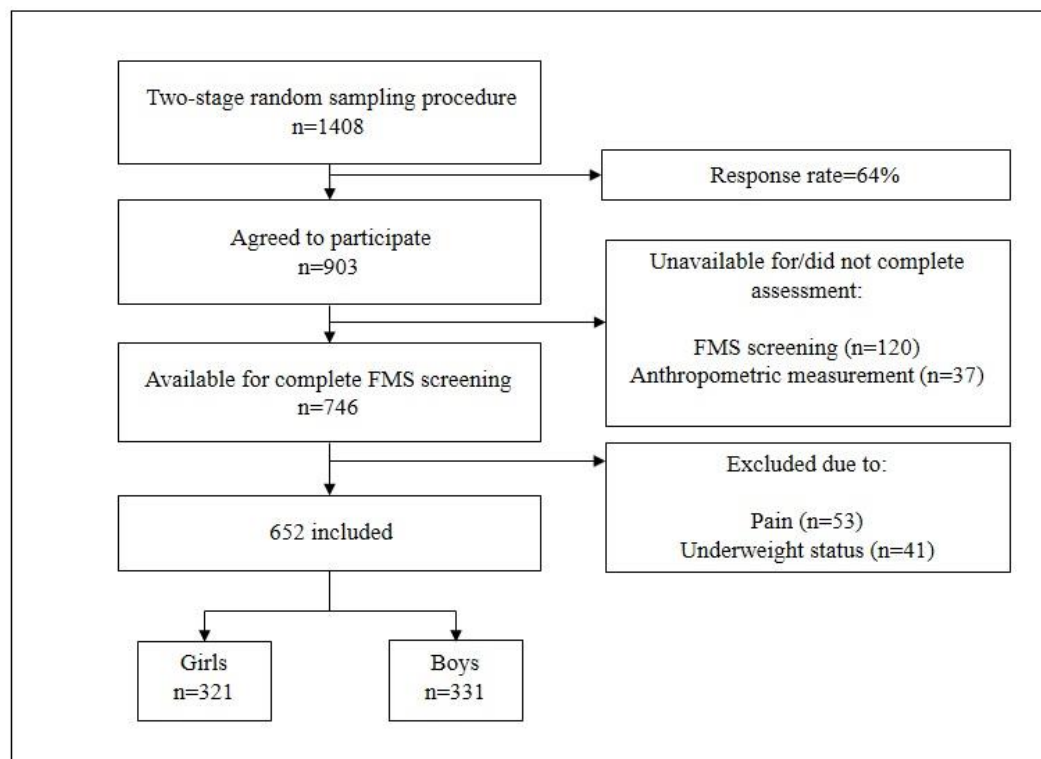 Two-stage random sampling procedure
n=1408
Response rate=64%
Agreed to participate
n=903
Unavailable for/did not complete
assessment:
FMS screening (n=120)
Anthropometric measurement (n=37)
Available for complete FMS screening
n=746
Excluded due to:
Pain (n=53)
Underweight status (n=41)
652 included
Girls
n=321
Boys
n=331